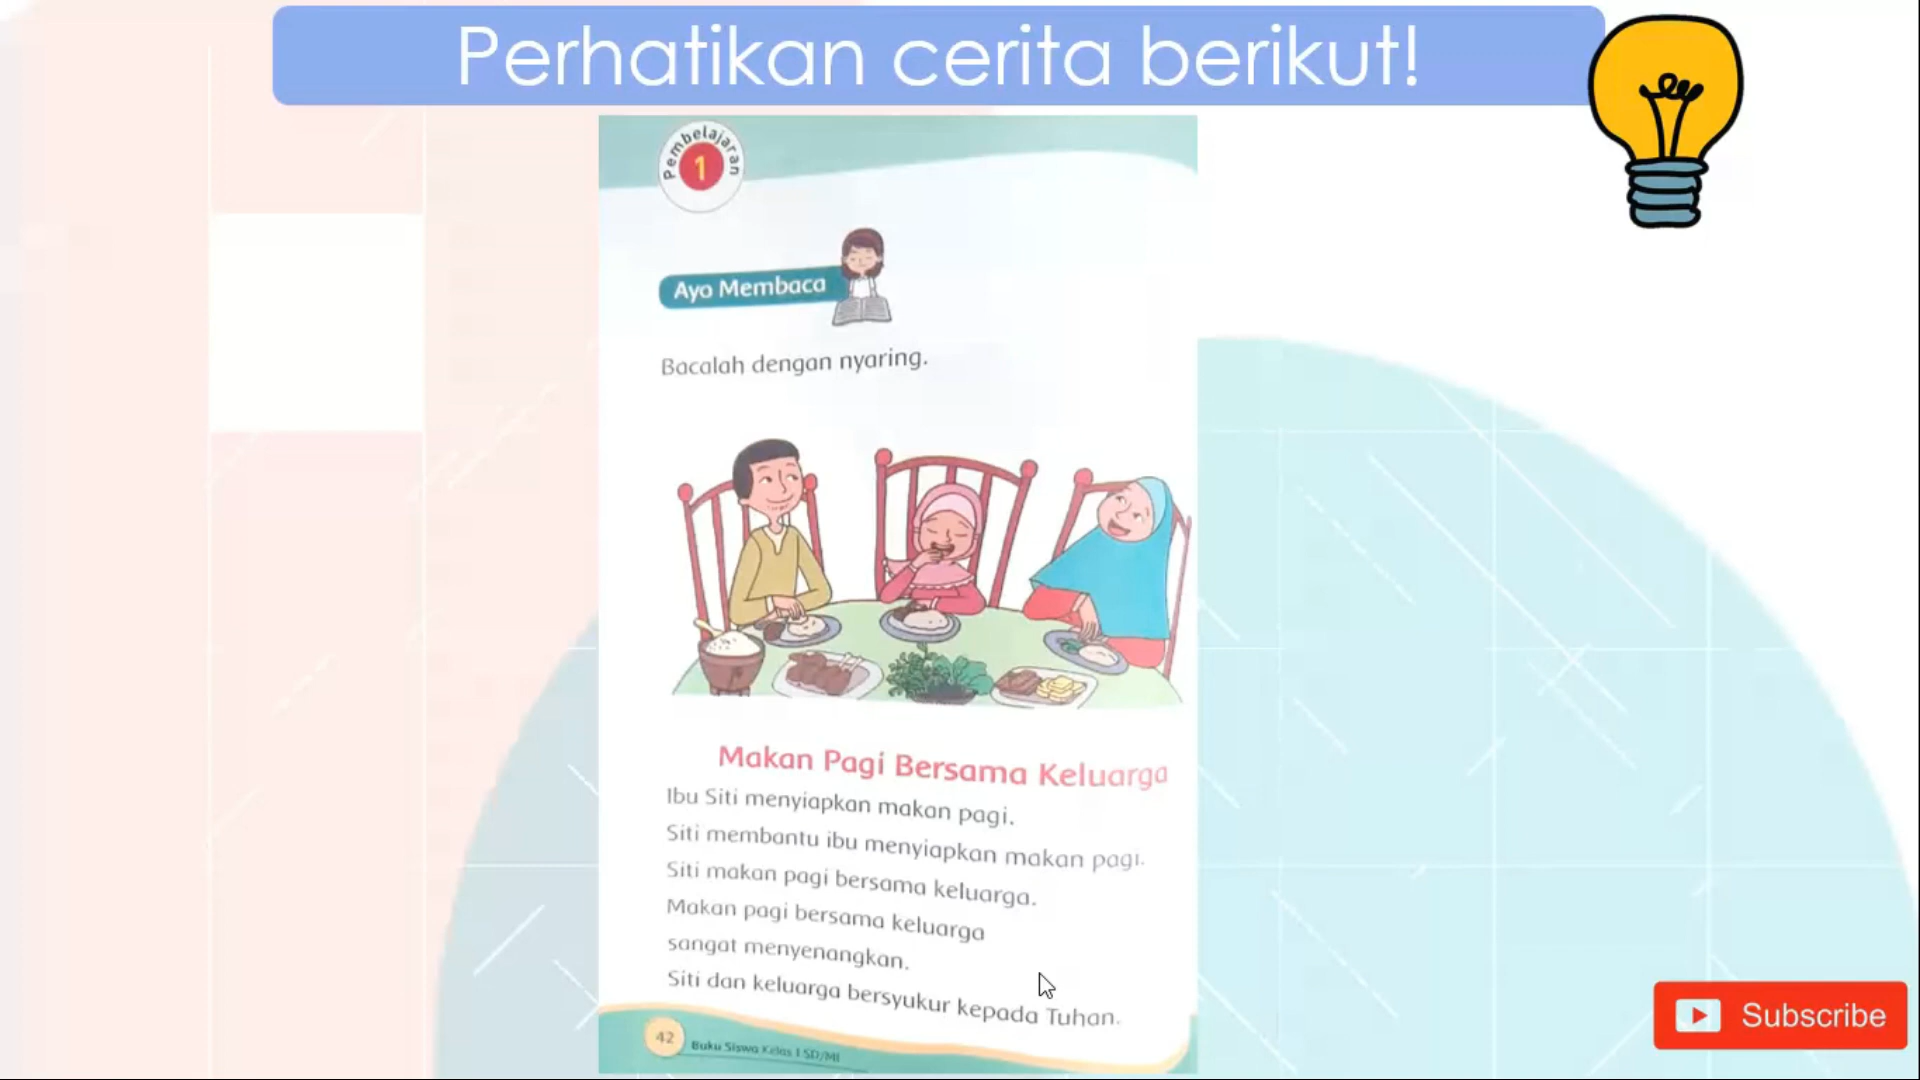 Perhatikan cerita berikut!
Pembelajaran
1
Ayo Membaca
Bacalah dengan nyaring.
Makan Pagi Bersama Keluarga
Ibu Siti menyiapkan makan pagi.
Siti membantu ibu menyiapkan makan pagi.
Siti makan pagi bersama keluarga.
Makan pagi bersama keluarga
sangat menyenangkan.
Siti dan keluarga bersyukur kepada Tuhan.
42
Buku Siswa Kelas I SD/MI
Subscribe